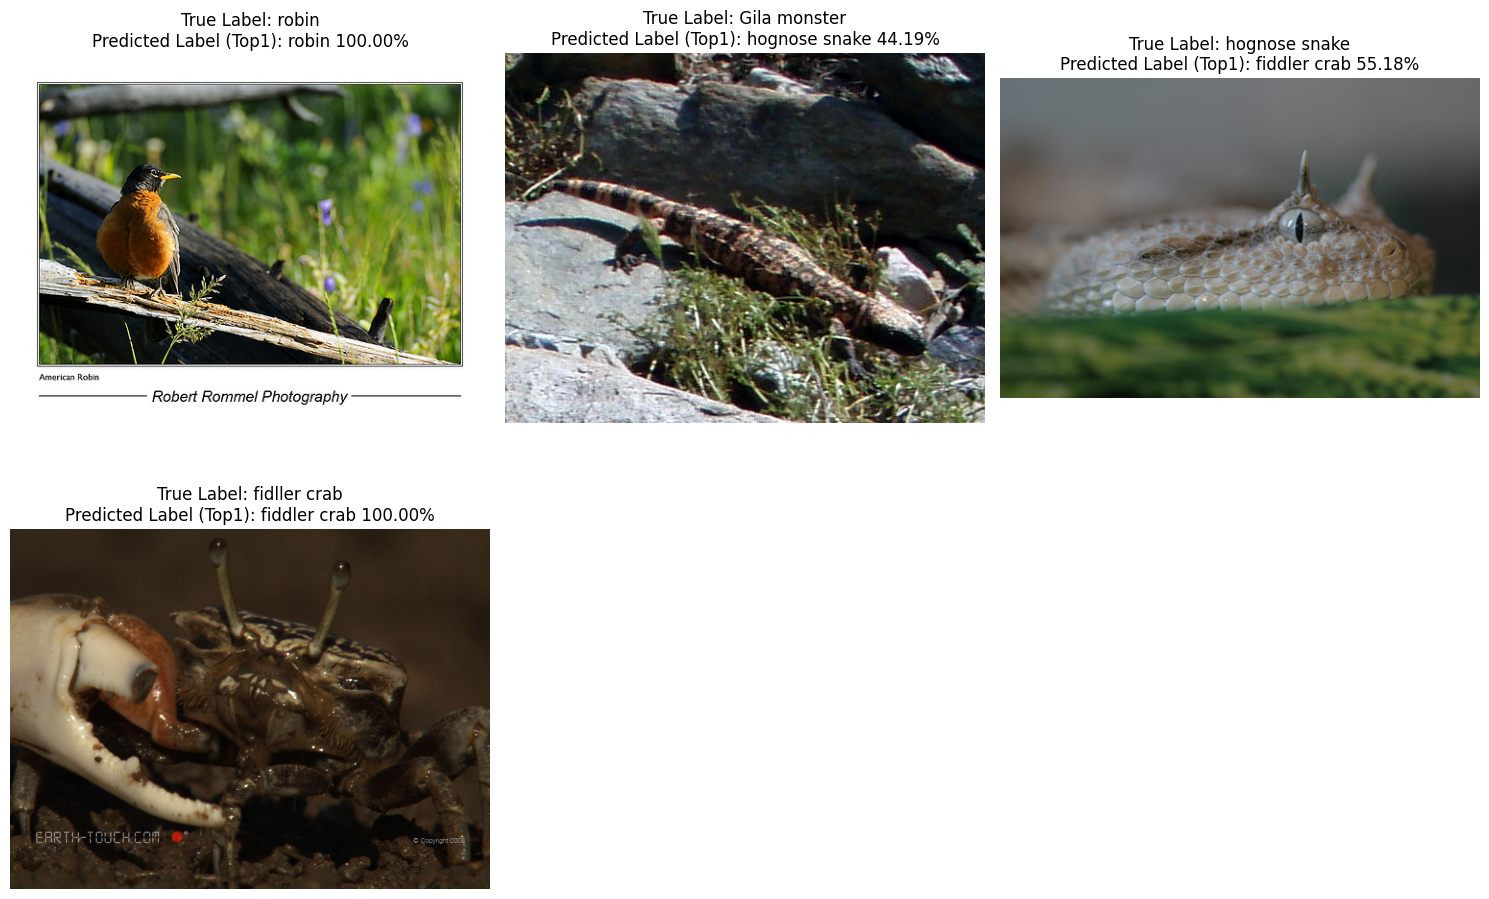 True Label: robin
Predicted Label (Top1): robin 100.00%
True Label: Gila monster
Predicted Label (Top1): hognose snake 44.19%
True Label: hognose snake
Predicted Label (Top1): fiddler crab 55.18%
American Robin
Robert Rommel Photography
True Label: fidller crab
Predicted Label (Top1): fiddler crab 100.00%
EARTH-TOUCH.COM